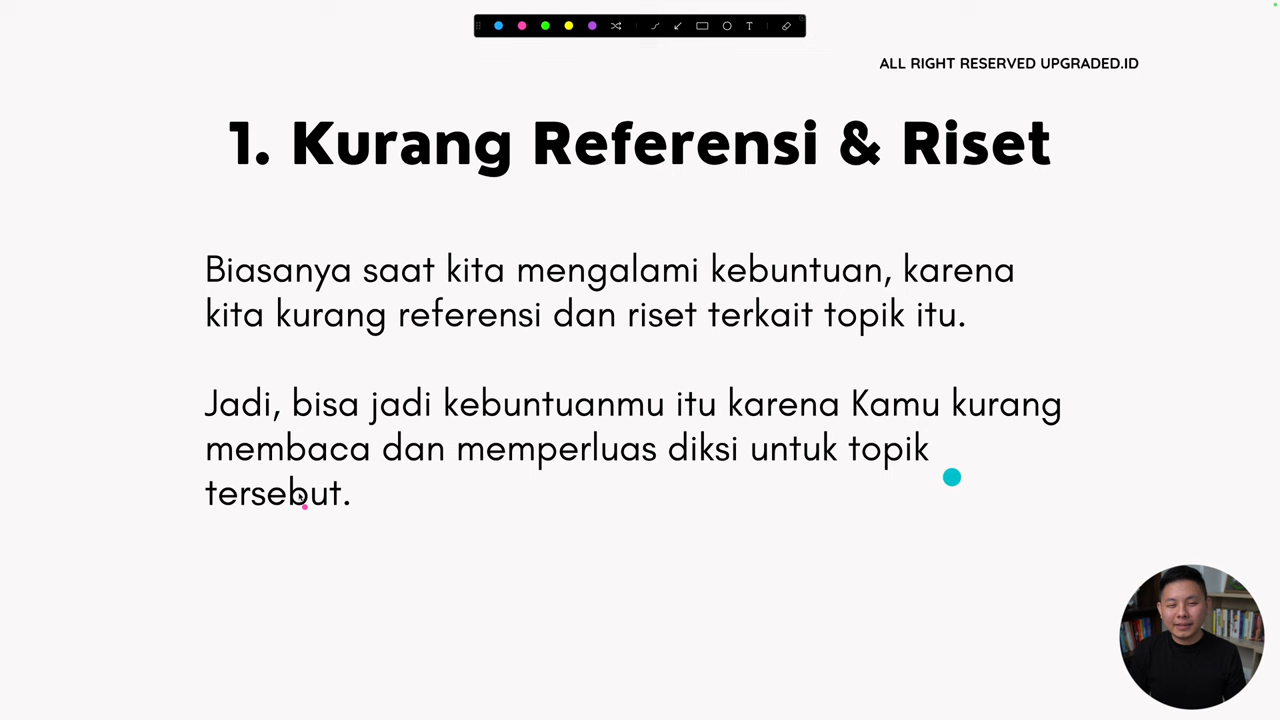 ALL RIGHT RESERVED UPGRADED.ID
1. Kurang Referensi & Riset
Biasanya saat kita mengalami kebuntuan, karena
kita kurang referensi dan riset terkait topik itu.
Jadi, bisa jadi kebuntuanmu itu karena Kamu kurang
membaca dan memperluas diksi untuk topik
tersebut.